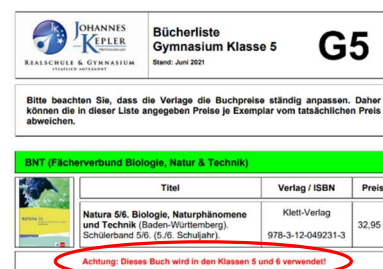 JOHANNES
KEPLER
REALSCHULE & GYMNASIUM
STAATLICH ANERKANNT
Bücherliste
Gymnasium Klasse 5
Stand: Juni 2021
G5
Bitte beachten Sie, dass die Verlage die Buchpreise ständig anpassen. Daher
können die in dieser Liste angegeben Preise je Exemplar vom tatsächlichen Preis
abweichen.
BNT (Fächerverbund Biologie, Natur & Technik)
Titel
Verlag / ISBN
Preis
Natura 5/6. Biologie, Naturphänomene
und Technik (Baden-Württemberg).
Schülerband 5/6. (5./6. Schuljahr).
Klett-Verlag
978-3-12-049231-3
32,95
Achtung: Dieses Buch wird in den Klassen 5 und 6 verwendet!